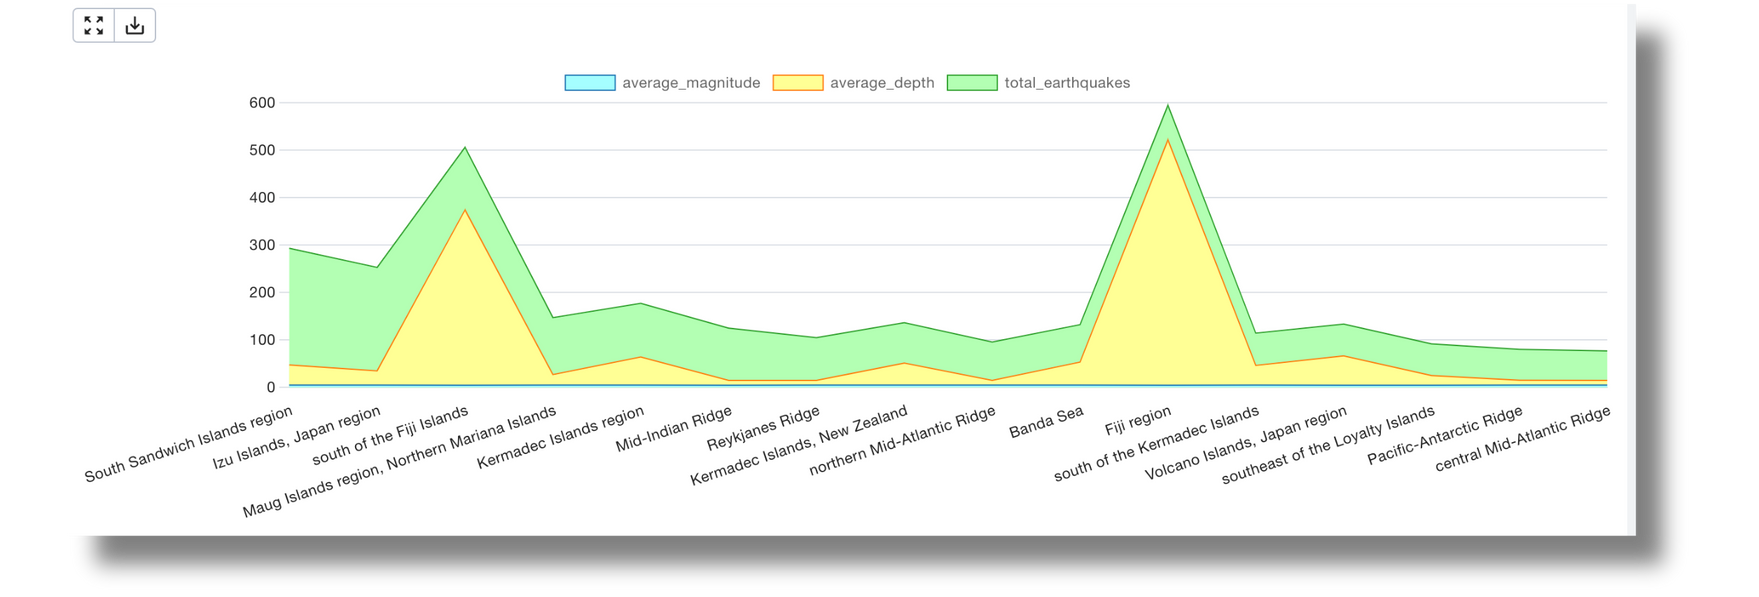 average_magnitude average_depth total_earthquakes
600
500
400
300
200
100
0
South Sandwich Islands region
Izu Islands, Japan region
south of the Fiji Islands
Maug Islands region, Northern Mariana Islands
Kermadec Islands region
Mid-Indian Ridge
Reykjanes Ridge
Kermadec Islands, New Zealand
northern Mid-Atlantic Ridge
Banda Sea
Fiji region
south of the Kermadec Islands
Volcano Islands, Japan region
southeast of the Loyalty Islands
Pacific-Antarctic Ridge
central Mid-Atlantic Ridge